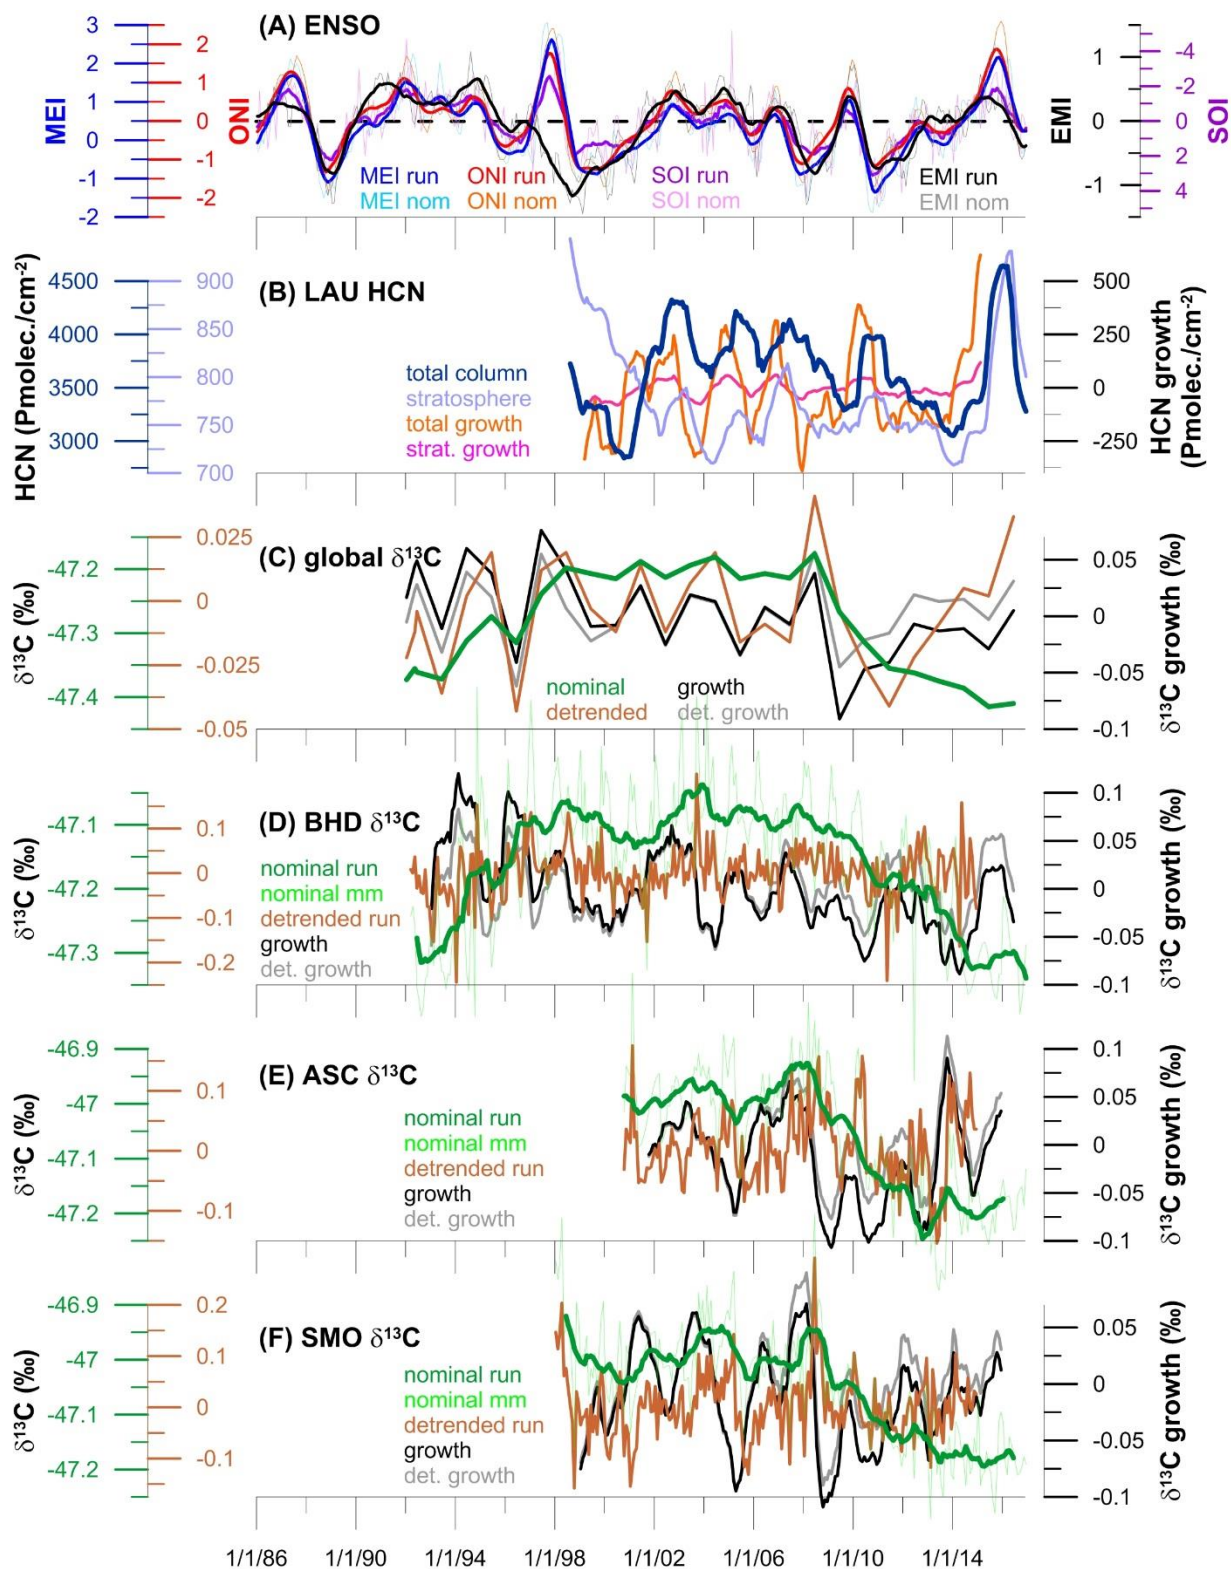 (A) ENSO
MEI
3
2
1
0
-1
-2
ONI
2
1
0
-1
-2
EMI
1
0
-1
SOI
-4
-2
0
2
4
MEI run ONI run SOI run EMI run
MEI nom ONI nom SOI nom EMI nom
(B) LAU HCN
HCN (Pmolec./cm⁻²)
4500
4000
3500
3000
900
850
800
750
700
total column
stratosphere
total growth
strat. growth
500
250
0
-250
HCN growth
(Pmolec./cm⁻²)
(C) global δ¹³C
δ¹³C (‰)
-47.2
-47.3
-47.4
0.025
0
-0.025
-0.05
nominal growth
detrended det. growth
0.05
0
-0.05
-0.1
δ¹³C growth (‰)
(D) BHD δ¹³C
δ¹³C (‰)
-47.1
-47.2
-47.3
0.1
0
-0.1
-0.2
nominal run
nominal mm
detrended run
growth
det. growth
0.1
0.05
0
-0.05
-0.1
δ¹³C growth (‰)
(E) ASC δ¹³C
δ¹³C (‰)
-46.9
-47
-47.1
-47.2
0.1
0
-0.1
nominal run
nominal mm
detrended run
growth
det. growth
0.1
0.05
0
-0.05
-0.1
δ¹³C growth (‰)
(F) SMO δ¹³C
δ¹³C (‰)
-46.9
-47
-47.1
-47.2
0.2
0.1
0
-0.1
nominal run
nominal mm
detrended run
growth
det. growth
0.05
0
-0.05
-0.1
δ¹³C growth (‰)
1/1/86 1/1/90 1/1/94 1/1/98 1/1/02 1/1/06 1/1/10 1/1/14